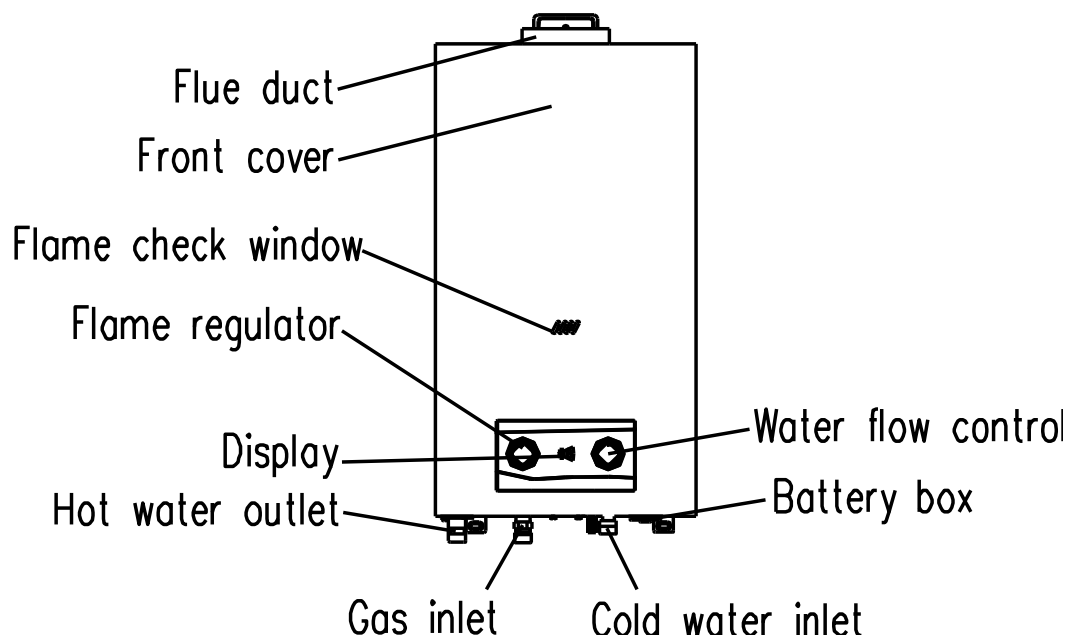 Flue duct
Front cover
Flame check window
Flame regulator
Water flow control
Display
Battery box
Hot water outlet
Gas inlet
Cold water inlet